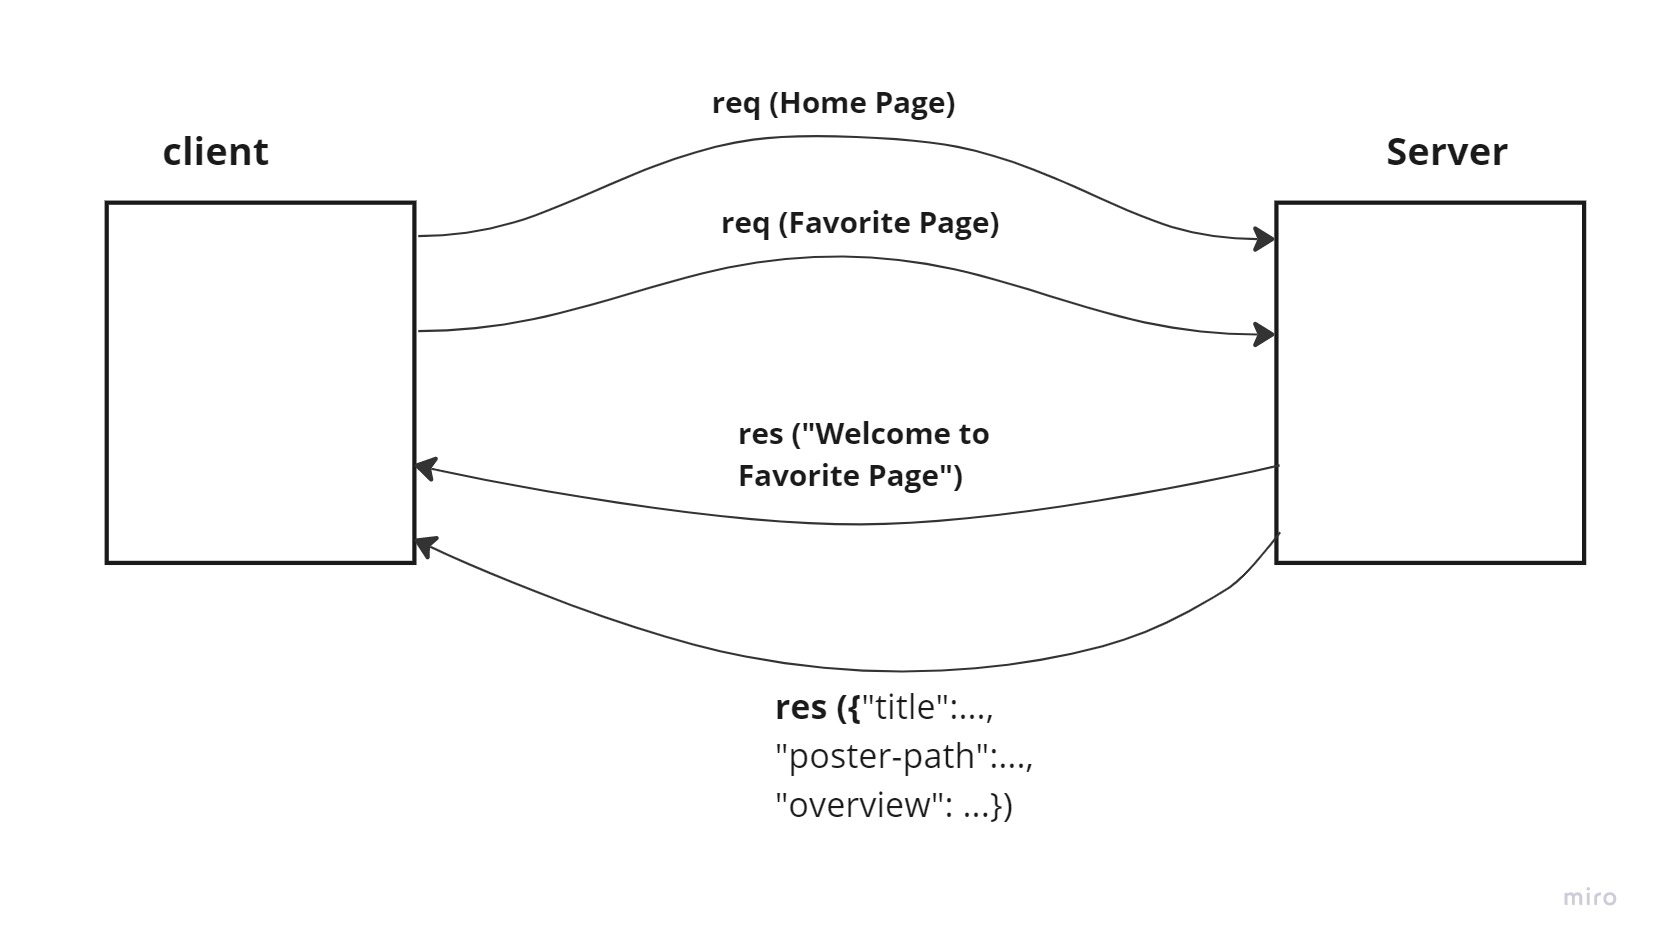 req (Home Page)
client
Server
req (Favorite Page)
res ("Welcome to
Favorite Page")
res ({"title":...,
"poster-path":...,
"overview": ...})
miro